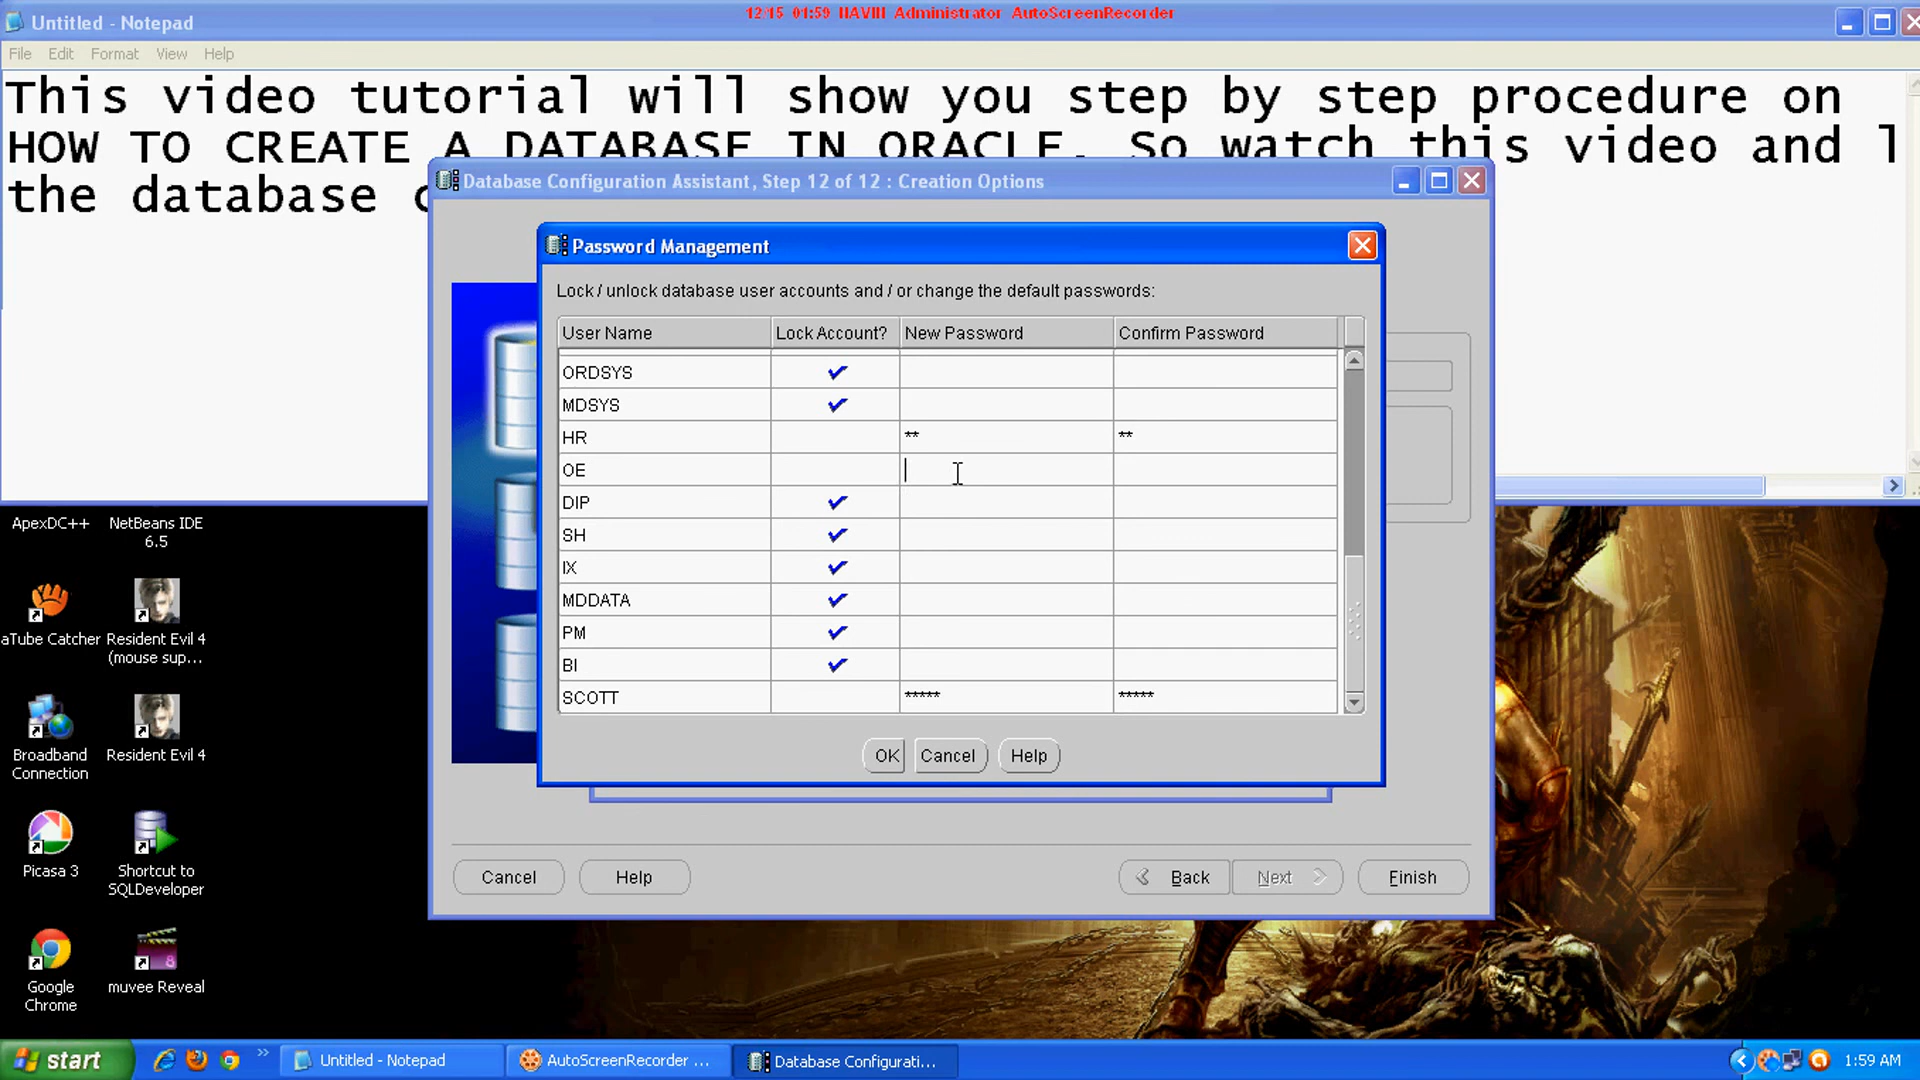 Untitled - Notepad
12/15 01:59 NAVIN Administrator AutoScreenRecorder
File Edit Format View Help
This video tutorial will show you step by step procedure on
HOW TO CREATE A DATABASE IN ORACLE. So watch this video and l
the database
Database Configuration Assistant, Step 12 of 12 : Creation Options
Password Management
Lock / unlock database user accounts and / or change the default passwords:
User Name Lock Account? New Password Confirm Password
ORDSYS
MDSYS
HR ** **
OE
DIP
SH
IX
MDDATA
PM
BI
SCOTT ***** *****
OK Cancel Help
Cancel Help Back Next Finish
ApexDC++
NetBeans IDE
6.5
aTube Catcher
Resident Evil 4
(mouse sup...
Broadband
Connection
Resident Evil 4
Picasa 3
Shortcut to
SQLDeveloper
Google
Chrome
8
muvee Reveal
start
Untitled - Notepad
AutoScreenRecorder ...
Database Configurati...
1:59 AM